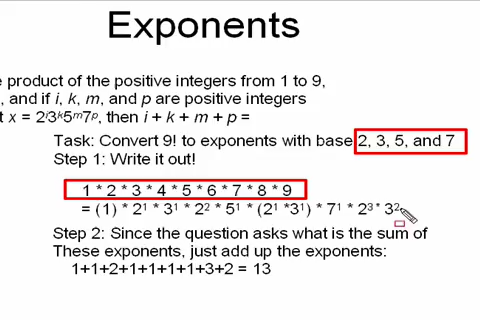 Exponents
e product of the positive integers from 1 to 9,
, and if i, k, m, and p are positive integers
t x = 2ⁱ3ᵏ5ᵐ7ᵖ, then i + k + m + p =
Task: Convert 9! to exponents with base 2, 3, 5, and 7
Step 1: Write it out!
1 * 2 * 3 * 4 * 5 * 6 * 7 * 8 * 9
= (1) * 2¹ * 3¹ * 2² * 5¹ * (2¹ *3¹) * 7¹ * 2³ * 3²
Step 2: Since the question asks what is the sum of
These exponents, just add up the exponents:
1+1+2+1+1+1+1+3+2 = 13